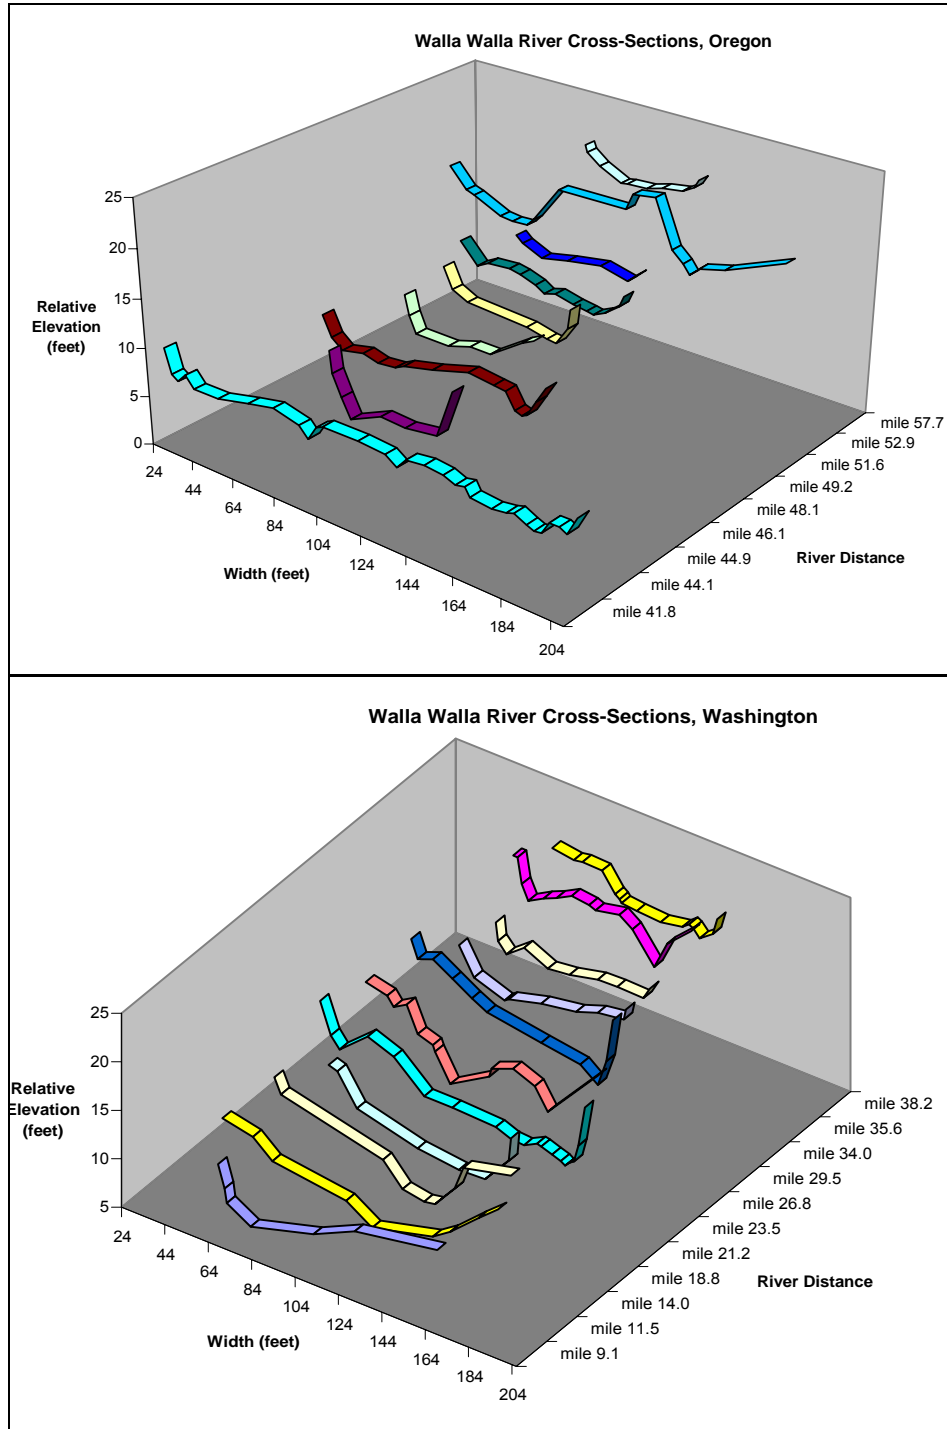 Walla Walla River Cross-Sections, Oregon
25
20
15
10
5
0
Relative
Elevation
(feet)
24
44
64
84
104
124
144
164
184
204
Width (feet)
mile 57.7
mile 52.9
mile 51.6
mile 49.2
mile 48.1
mile 46.1
mile 44.9
mile 44.1
mile 41.8
River Distance
Walla Walla River Cross-Sections, Washington
25
20
15
10
5
Relative
Elevation
(feet)
24
44
64
84
104
124
144
164
184
204
Width (feet)
mile 38.2
mile 35.6
mile 34.0
mile 29.5
mile 26.8
mile 23.5
mile 21.2
mile 18.8
mile 14.0
mile 11.5
mile 9.1
River Distance